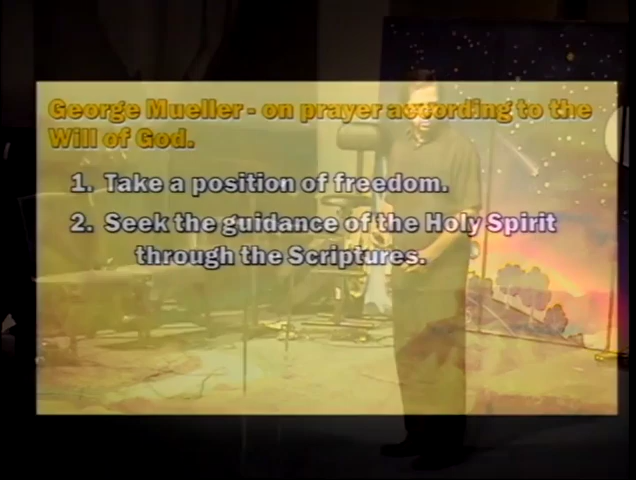 George Mueller - on prayer according to the
Will of God.
1. Take a position of freedom.
2. Seek the guidance of the Holy Spirit
through the Scriptures.